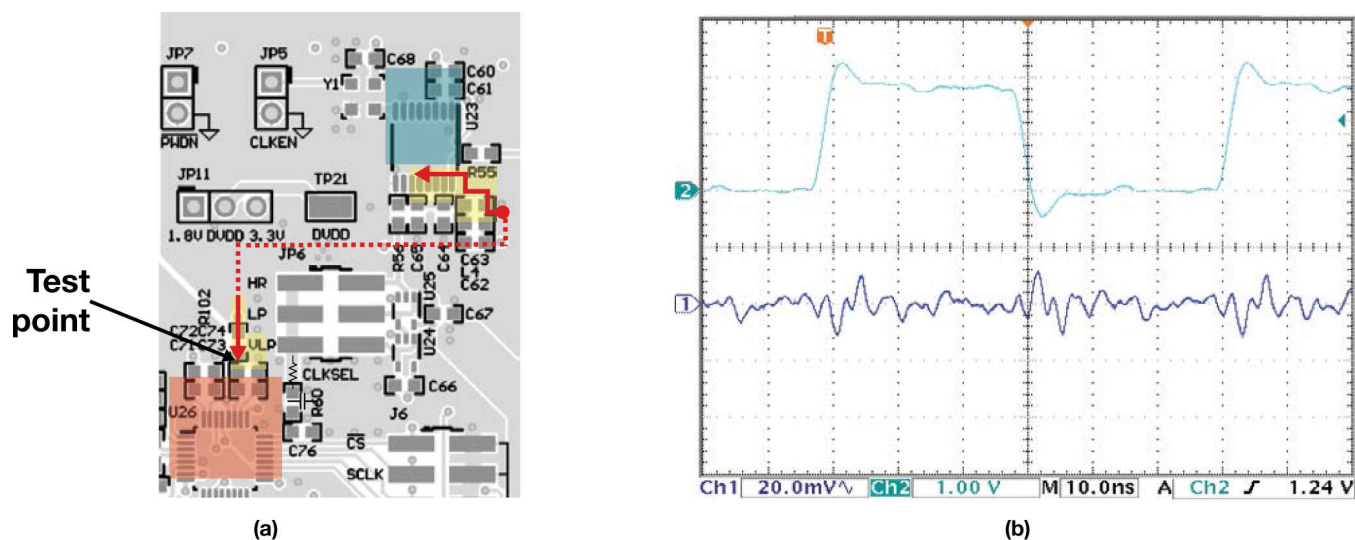 JP7
JP5
C68
C60
C61
Y1
U23
PWDN
CLKEN
R55
JP11
TP21
1.8V DVDD 3.3V
DVDD
R56
C65
C64
C63
L4
C62
JP6
Test
point
HR
LP
VLP
R102
C72 C74
C71 C73
U25
U24
C67
CLKSEL
C66
U26
R60
J6
C76
CS
SCLK
(a)
T
2
1
Ch1 20.0mV Ch2 1.00 V M 10.0ns A Ch2 1.24 V
(b)